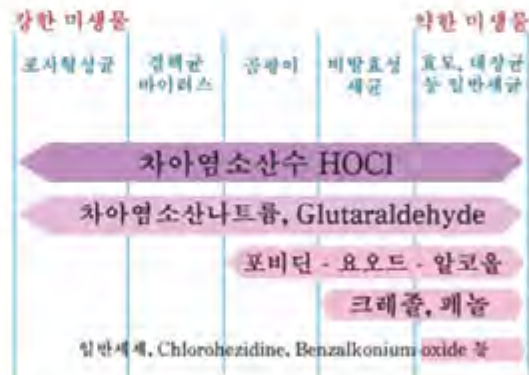 강한 미생물
약한 미생물
포자형성균
결핵균
바이러스
곰팡이
비발효성
세균
효모, 대장균
등 일반세균
차아염소산수 HOCl
차아염소산나트륨, Glutaraldehyde
포비딘 - 요오드 - 알코올
크레졸, 페놀
일반세제, Chlorohezidine, Benzalkonium oxide 등